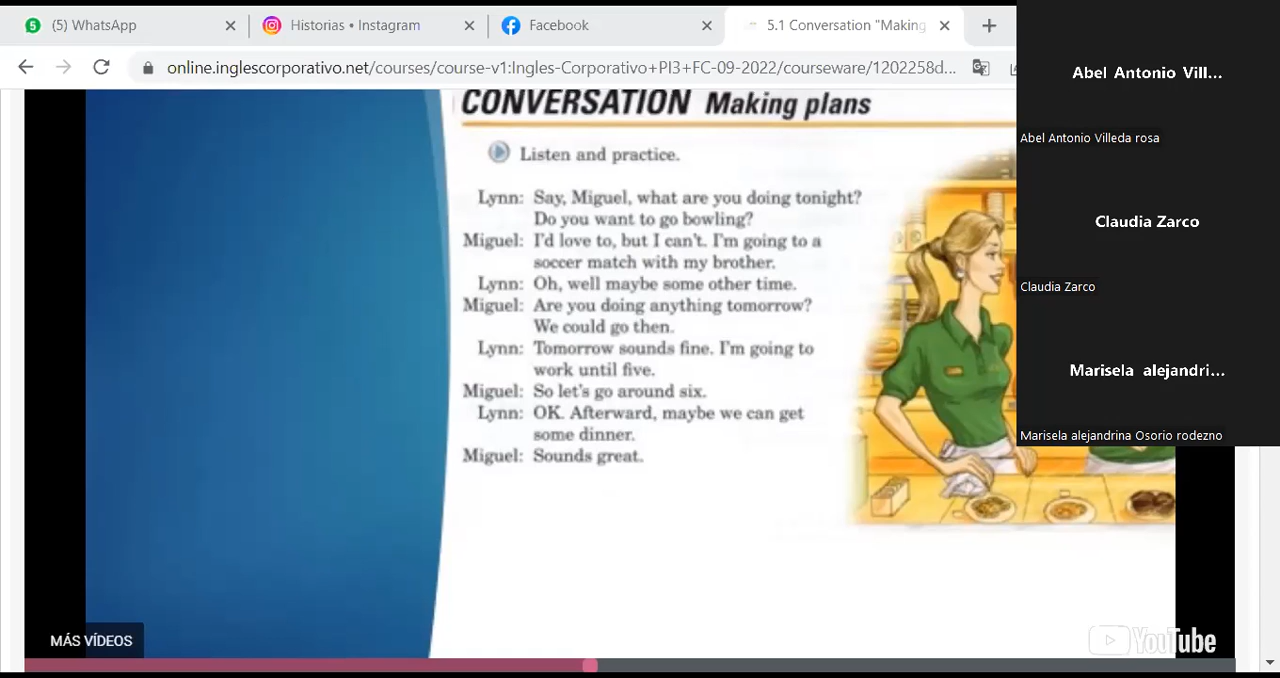 5
(5) WhatsApp
Historias • Instagram
Facebook
5.1 Conversation "Making
online.inglescorporativo.net/courses/course-v1:Ingles-Corporativo+PI3+FC-09-2022/courseware/1202258d...
CONVERSATION Making plans
Listen and practice.
Lynn: Say, Miguel, what are you doing tonight?
Do you want to go bowling?
Miguel: I'd love to, but I can't. I'm going to a
soccer match with my brother.
Lynn: Oh, well maybe some other time.
Miguel: Are you doing anything tomorrow?
We could go then.
Lynn: Tomorrow sounds fine. I'm going to
work until five.
Miguel: So let's go around six.
Lynn: OK. Afterward, maybe we can get
some dinner.
Miguel: Sounds great.
MÁS VÍDEOS
YouTube
Abel Antonio Vill...
Abel Antonio Villeda rosa
Claudia Zarco
Claudia Zarco
Marisela alejandri...
Marisela alejandrina Osorio rodezno